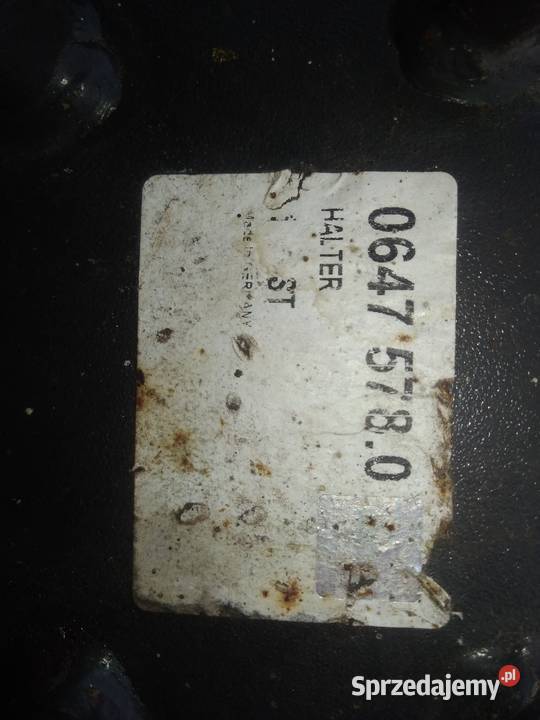 0647 578.0
HALTER
1 ST
MADE IN GERMANY
A
Sprzedajemy.pl